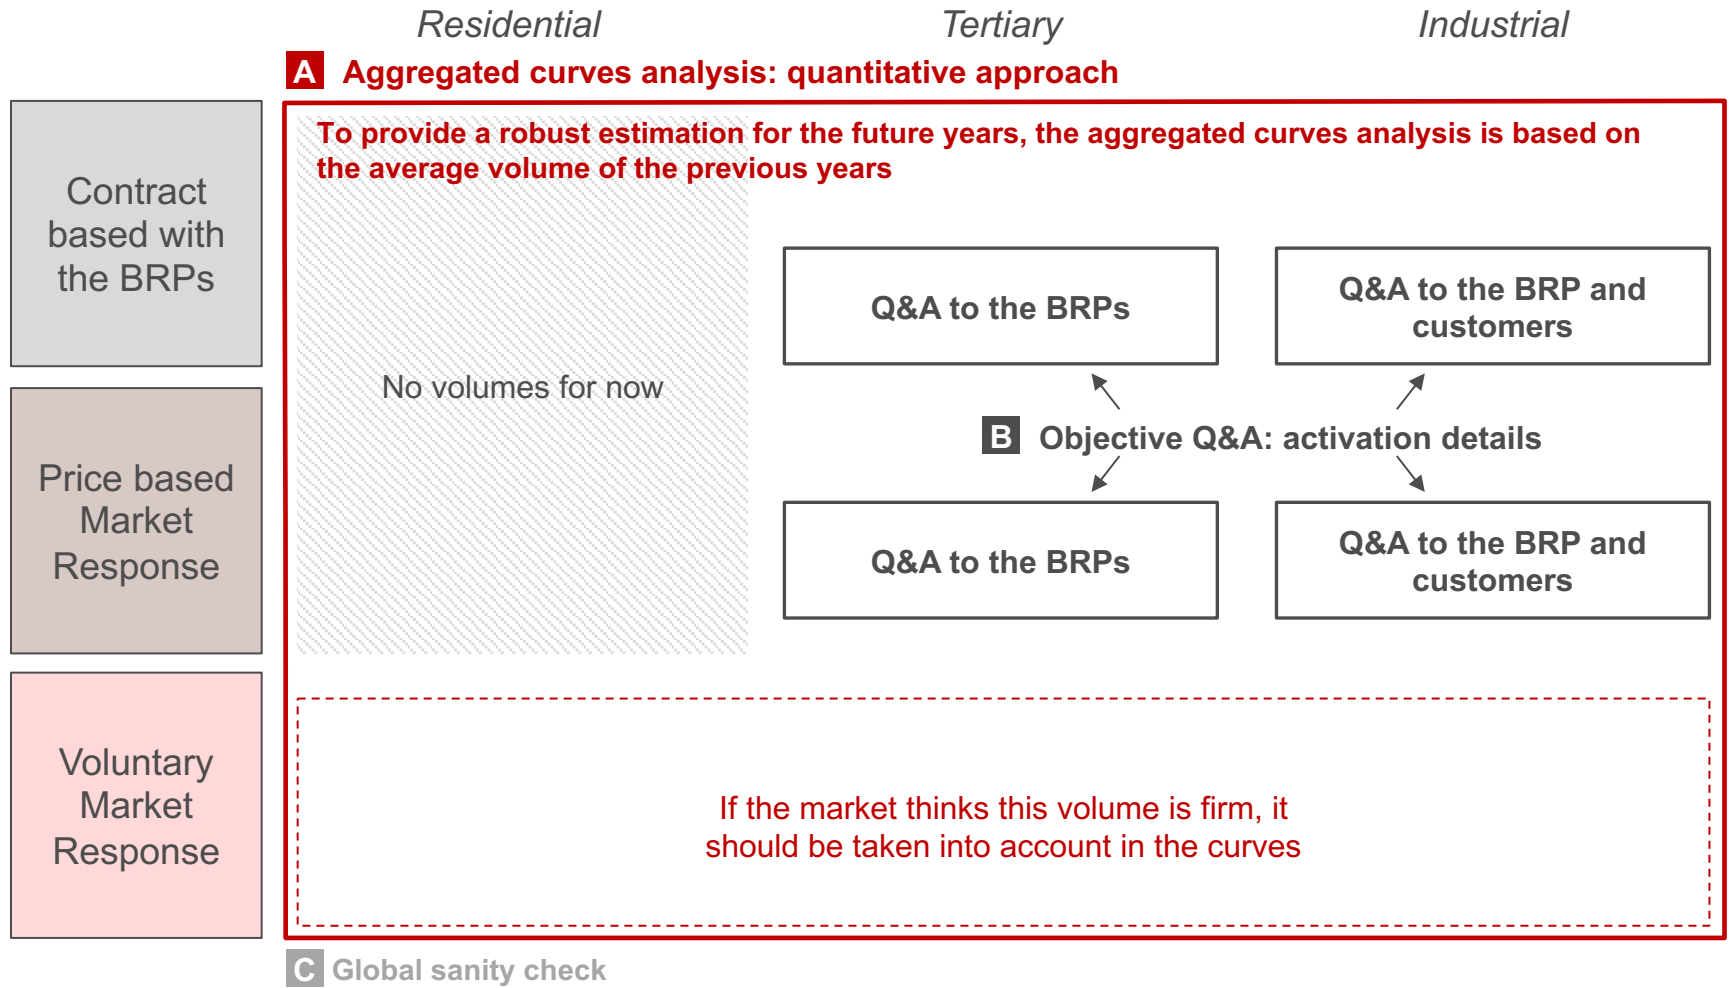 Residential
Tertiary
Industrial
A Aggregated curves analysis: quantitative approach
To provide a robust estimation for the future years, the aggregated curves analysis is based on
the average volume of the previous years
Contract
based with
the BRPs
Q&A to the BRPs
Q&A to the BRP and
customers
No volumes for now
B Objective Q&A: activation details
Price based
Market
Response
Q&A to the BRPs
Q&A to the BRP and
customers
Voluntary
Market
Response
If the market thinks this volume is firm, it
should be taken into account in the curves
C Global sanity check